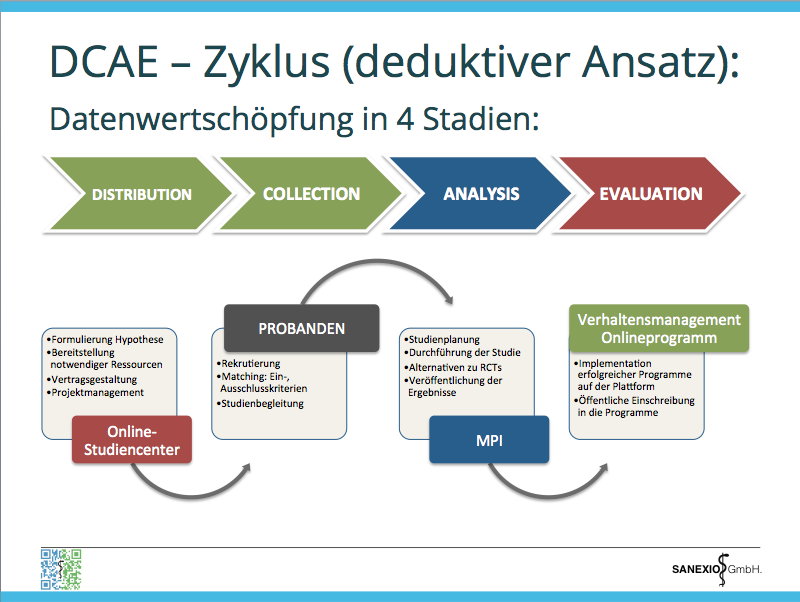 DCAE – Zyklus (deduktiver Ansatz):
Datenwertschöpfung in 4 Stadien:
DISTRIBUTION
COLLECTION
ANALYSIS
EVALUATION
•Formulierung Hypothese
•Bereitstellung
notwendiger Ressourcen
•Vertragsgestaltung
•Projektmanagement
Online-
Studiencenter
PROBANDEN
•Rekrutierung
•Matching: Ein-,
Ausschlusskriterien
•Studienbegleitung
•Studienplanung
•Durchführung der Studie
•Alternativen zu RCTs
•Veröffentlichung der
Ergebnisse
MPI
Verhaltensmanagement
Onlineprogramm
•Implementation
erfolgreicher Programme
auf der Plattform
•Öffentliche Einschreibung
in die Programme
SANEXIO GmbH.